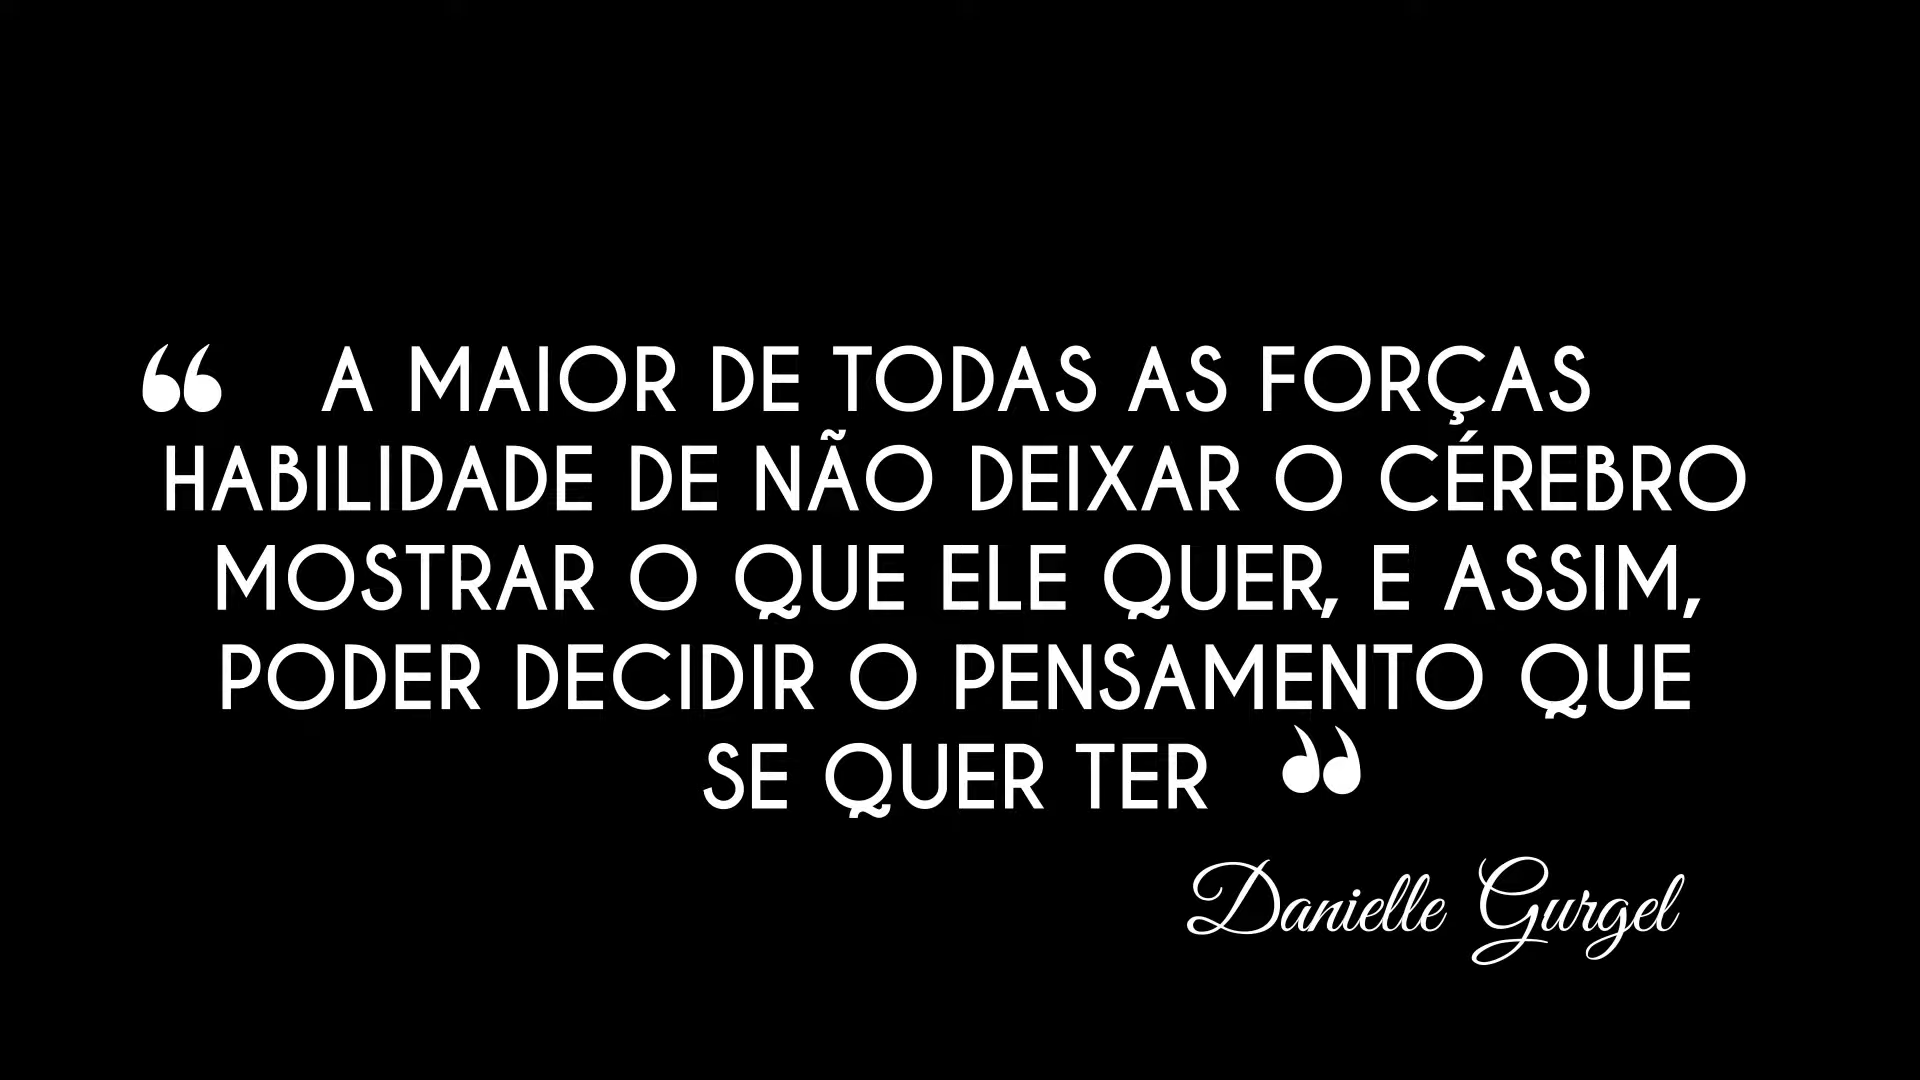 “ A MAIOR DE TODAS AS FORÇAS
HABILIDADE DE NÃO DEIXAR O CÉREBRO
MOSTRAR O QUE ELE QUER, E ASSIM,
PODER DECIDIR O PENSAMENTO QUE
SE QUER TER ”
Danielle Gurgel